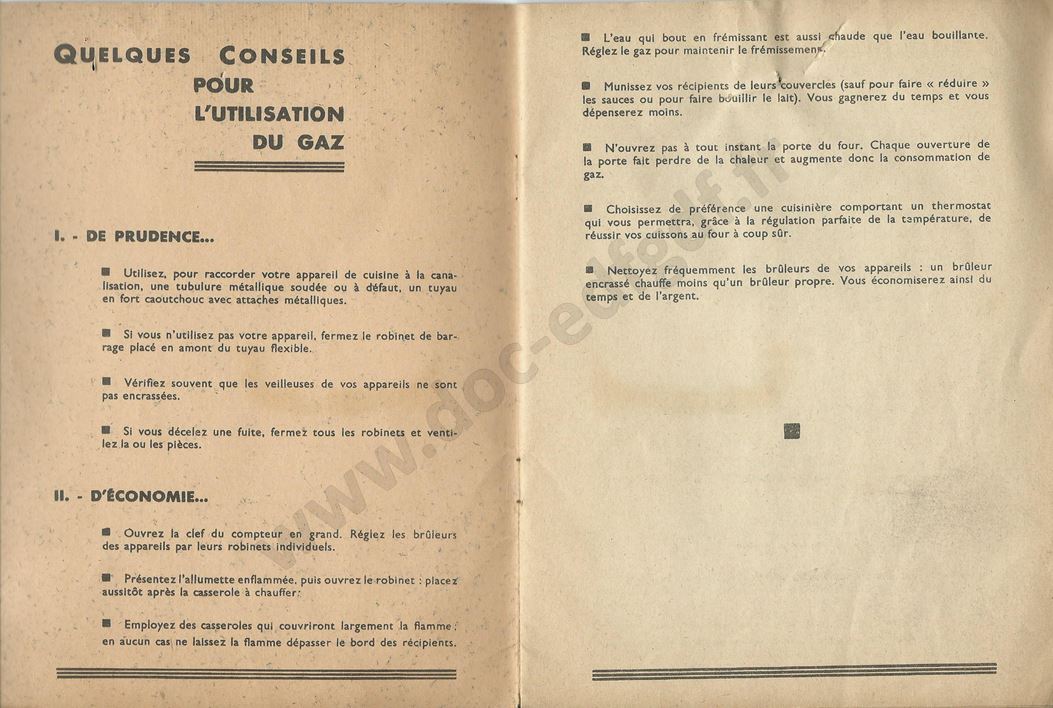 QUELQUES CONSEILS
POUR
L'UTILISATION
DU GAZ
I. - DE PRUDENCE...
■ Utilisez, pour raccorder votre appareil de cuisine à la cana-
lisation, une tubulure métallique soudée ou à défaut, un tuyau
en fort caoutchouc avec attaches métalliques.
■ Si vous n'utilisez pas votre appareil, fermez le robinet de bar-
rage placé en amont du tuyau flexible.
■ Vérifiez souvent que les veilleuses de vos appareils ne sont
pas encrassées.
■ Si vous décelez une fuite, fermez tous les robinets et venti-
lez la ou les pièces.
II. - D'ÉCONOMIE...
■ Ouvrez la clef du compteur en grand. Réglez les brûleurs
des appareils par leurs robinets individuels.
■ Présentez l'allumette enflammée, puis ouvrez le robinet : placez
aussitôt après la casserole à chauffer.
■ Employez des casseroles qui couvriront largement la flamme ;
en aucun cas ne laissez la flamme dépasser le bord des récipients.
■ L'eau qui bout en frémissant est aussi chaude que l'eau bouillante.
Réglez le gaz pour maintenir le frémissement.
■ Munissez vos récipients de leurs couvercles (sauf pour faire « réduire »
les sauces ou pour faire bouillir le lait). Vous gagnerez du temps et vous
dépenserez moins.
■ N'ouvrez pas à tout instant la porte du four. Chaque ouverture de
la porte fait perdre de la chaleur et augmente donc la consommation de
gaz.
■ Choisissez de préférence une cuisinière comportant un thermostat
qui vous permettra, grâce à la régulation parfaite de la température, de
réussir vos cuissons au four à coup sûr.
■ Nettoyez fréquemment les brûleurs de vos appareils : un brûleur
encrassé chauffe moins qu'un brûleur propre. Vous économiserez ainsi du
temps et de l'argent.
www.doc-edfgdf.fr